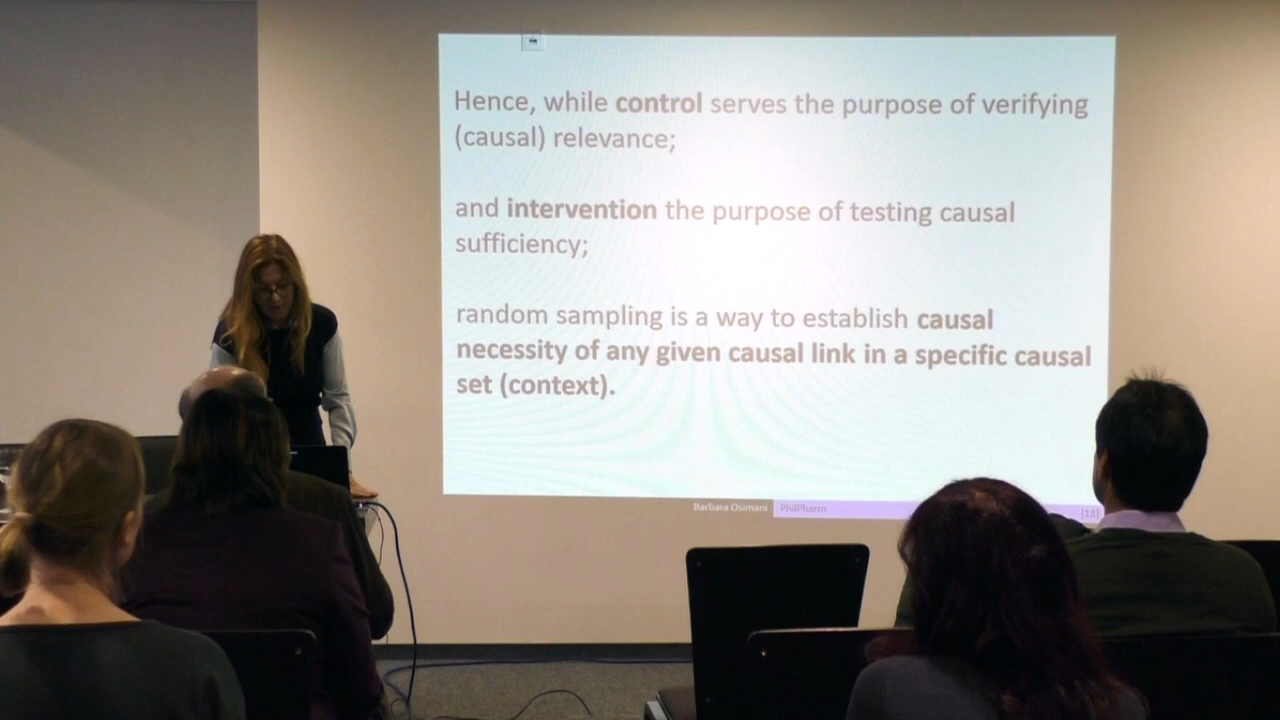 Hence, while control serves the purpose of verifying
(causal) relevance;
and intervention the purpose of testing causal
sufficiency;
random sampling is a way to establish causal
necessity of any given causal link in a specific causal
set (context).
Barbara Osimani PhilPharm [18]